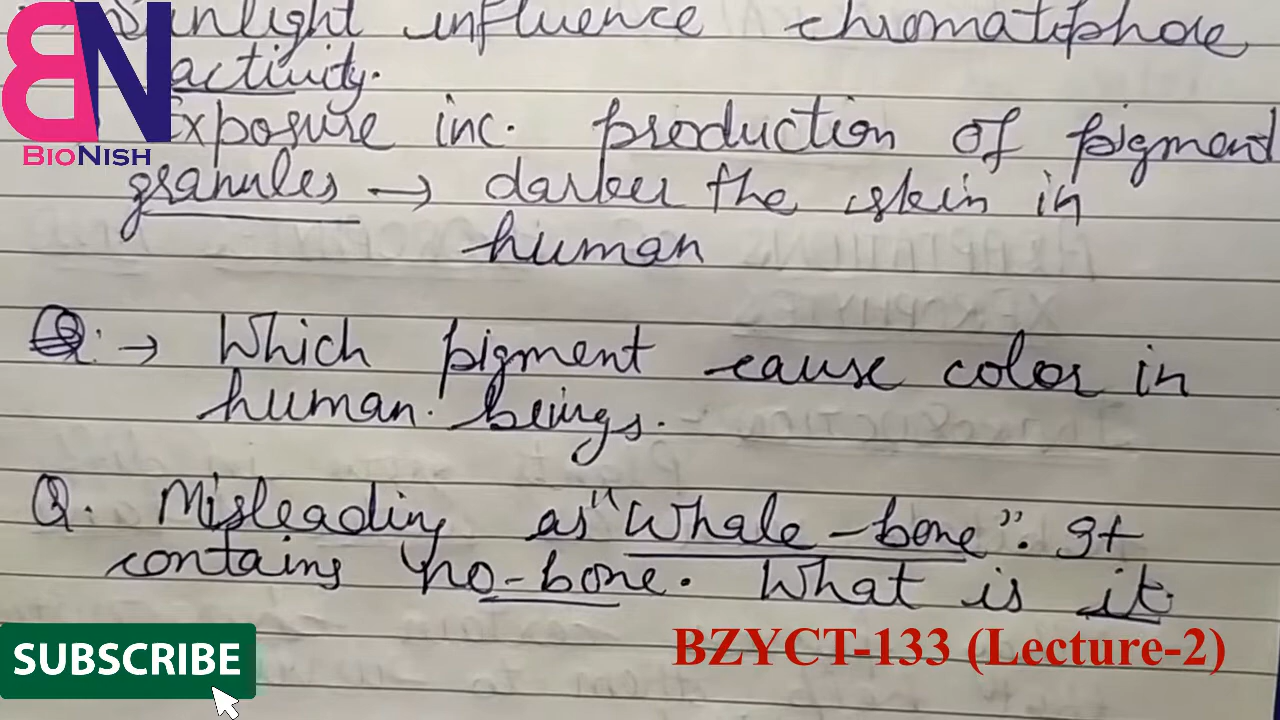 Sunlight influence chromatophore
activity.
Exposure inc. production of pigment
granules → darker the skin in
human
BN
BIONISH
Q. → Which pigment cause color in
human. beings.
Q. Misleading as "Whale-bone". It
contains no-bone. What is it
BZYCT-133 (Lecture-2)
SUBSCRIBE